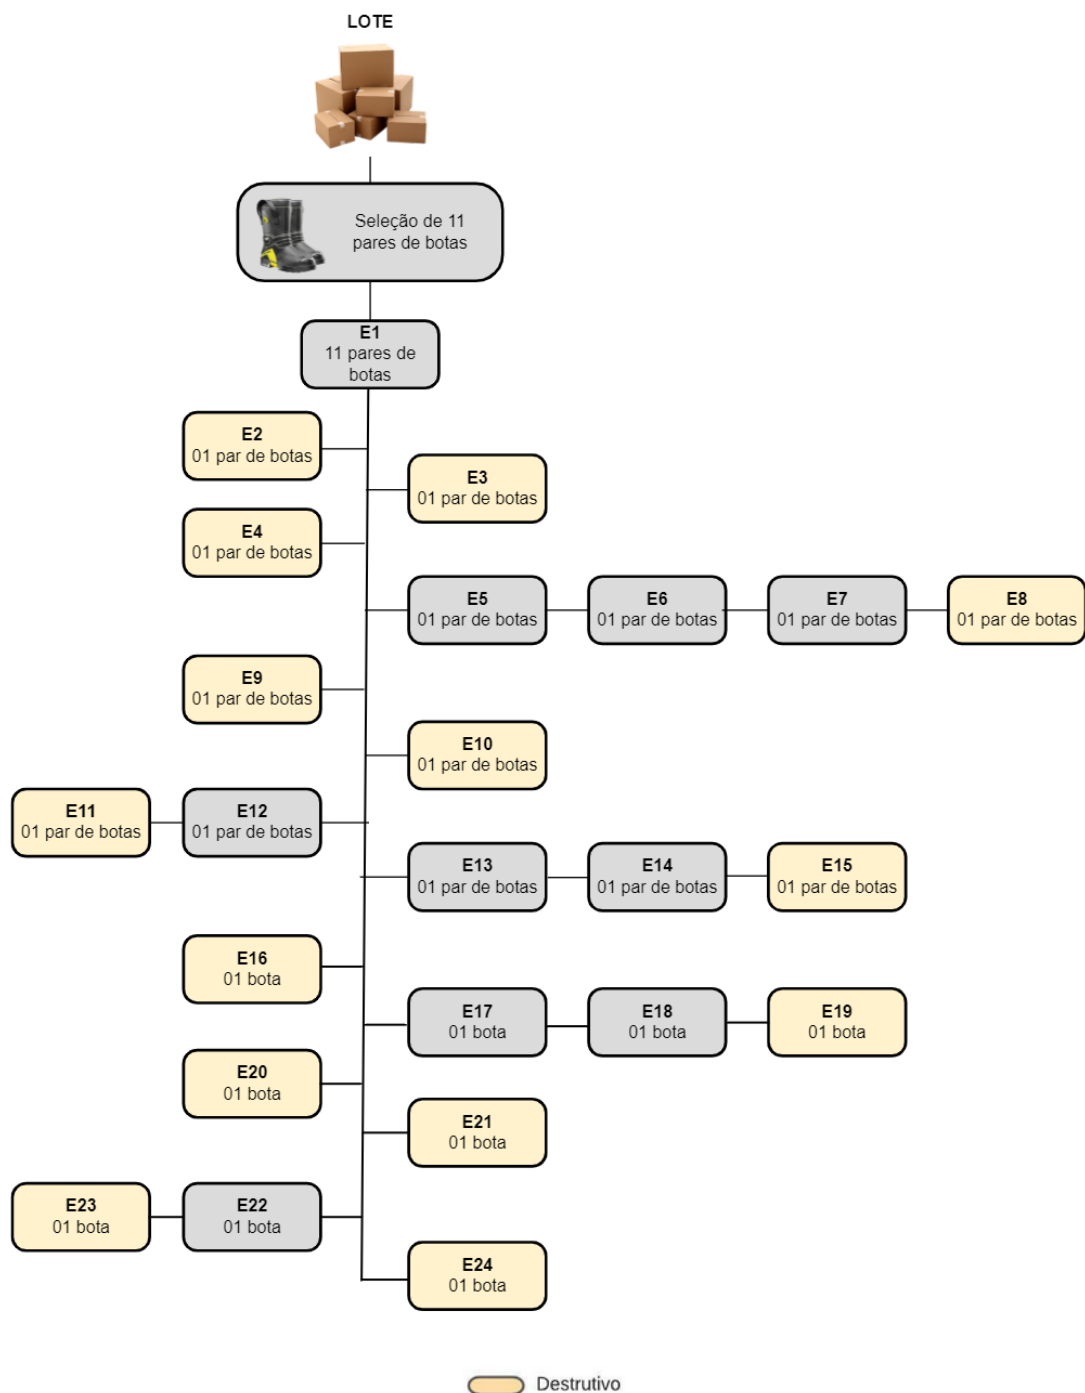 LOTE
Seleção de 11
pares de botas
E1
11 pares de
botas
E2
01 par de botas
E3
01 par de botas
E4
01 par de botas
E5
01 par de botas
E6
01 par de botas
E7
01 par de botas
E8
01 par de botas
E9
01 par de botas
E10
01 par de botas
E11
01 par de botas
E12
01 par de botas
E13
01 par de botas
E14
01 par de botas
E15
01 par de botas
E16
01 bota
E17
01 bota
E18
01 bota
E19
01 bota
E20
01 bota
E21
01 bota
E23
01 bota
E22
01 bota
E24
01 bota
Destrutivo